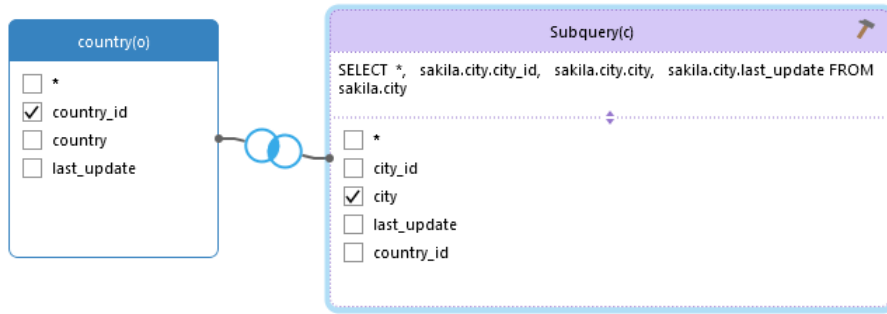 country(o)
*
country_id
country
last_update
Subquery(c)
SELECT *, sakila.city.city_id, sakila.city.city, sakila.city.last_update FROM
sakila.city
*
city_id
city
last_update
country_id